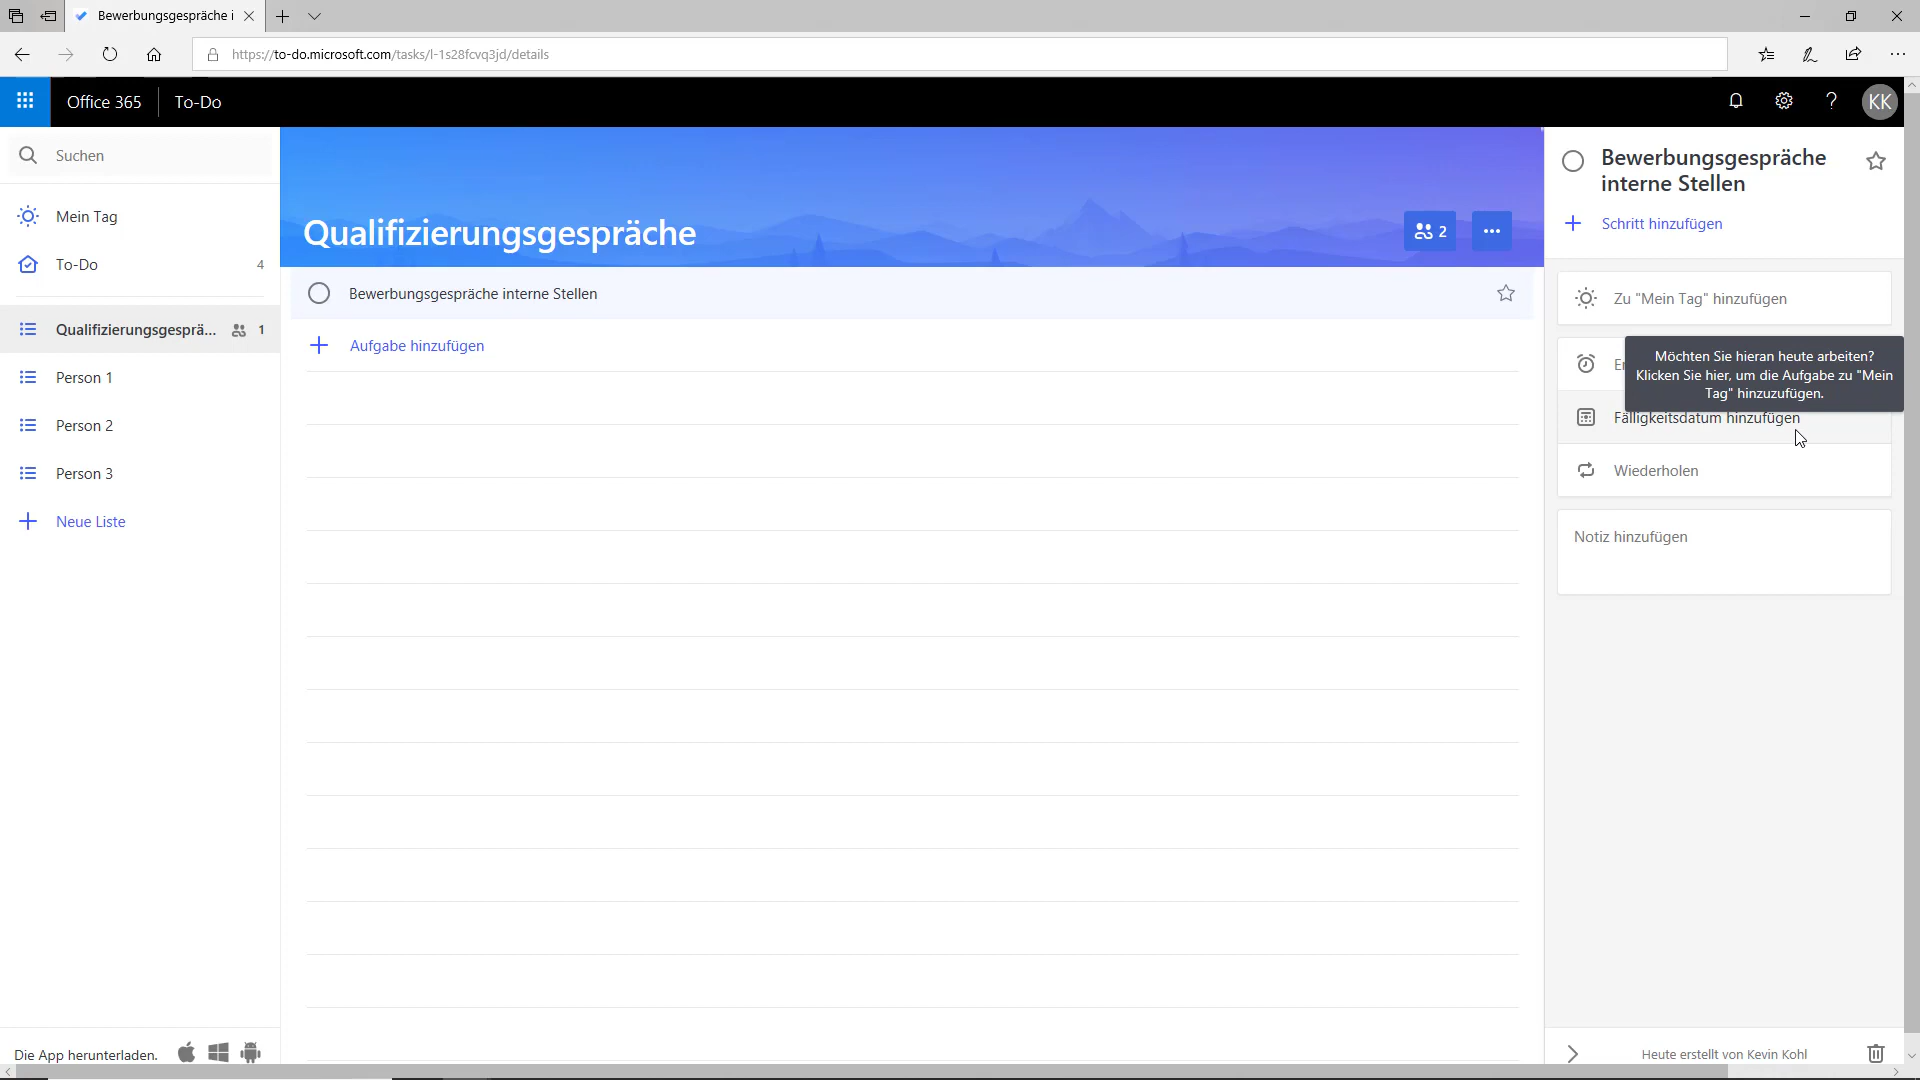 Bewerbungsgespräche i
https://to-do.microsoft.com/tasks/l-1s28fcvq3jd/details
Office 365
To-Do
KK
Suchen
Mein Tag
To-Do 4
Qualifizierungsgesprä... 1
Person 1
Person 2
Person 3
Neue Liste
Die App herunterladen.
Qualifizierungsgespräche
2
Bewerbungsgespräche interne Stellen
Aufgabe hinzufügen
Bewerbungsgespräche
interne Stellen
Schritt hinzufügen
Zu "Mein Tag" hinzufügen
Möchten Sie hieran heute arbeiten?
Klicken Sie hier, um die Aufgabe zu "Mein
Tag" hinzuzufügen.
Fälligkeitsdatum hinzufügen
Wiederholen
Notiz hinzufügen
Heute erstellt von Kevin Kohl